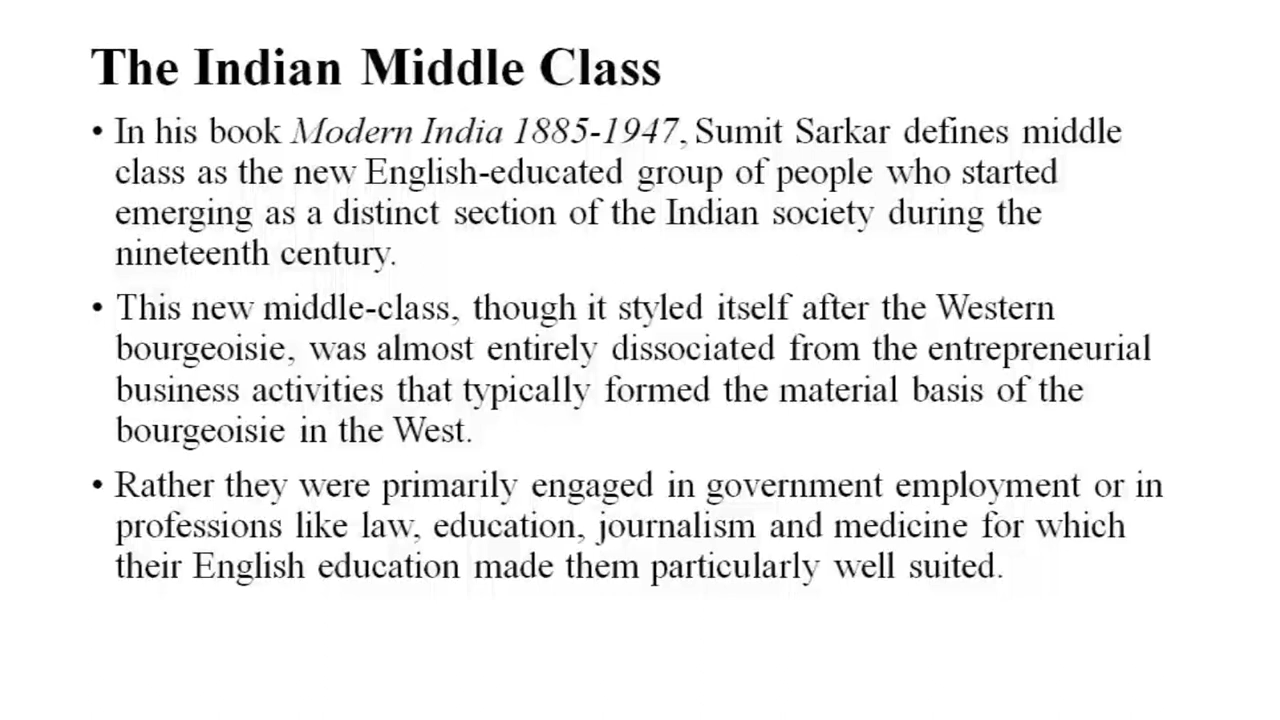 The Indian Middle Class
• In his book Modern India 1885-1947, Sumit Sarkar defines middle
class as the new English-educated group of people who started
emerging as a distinct section of the Indian society during the
nineteenth century.
• This new middle-class, though it styled itself after the Western
bourgeoisie, was almost entirely dissociated from the entrepreneurial
business activities that typically formed the material basis of the
bourgeoisie in the West.
• Rather they were primarily engaged in government employment or in
professions like law, education, journalism and medicine for which
their English education made them particularly well suited.